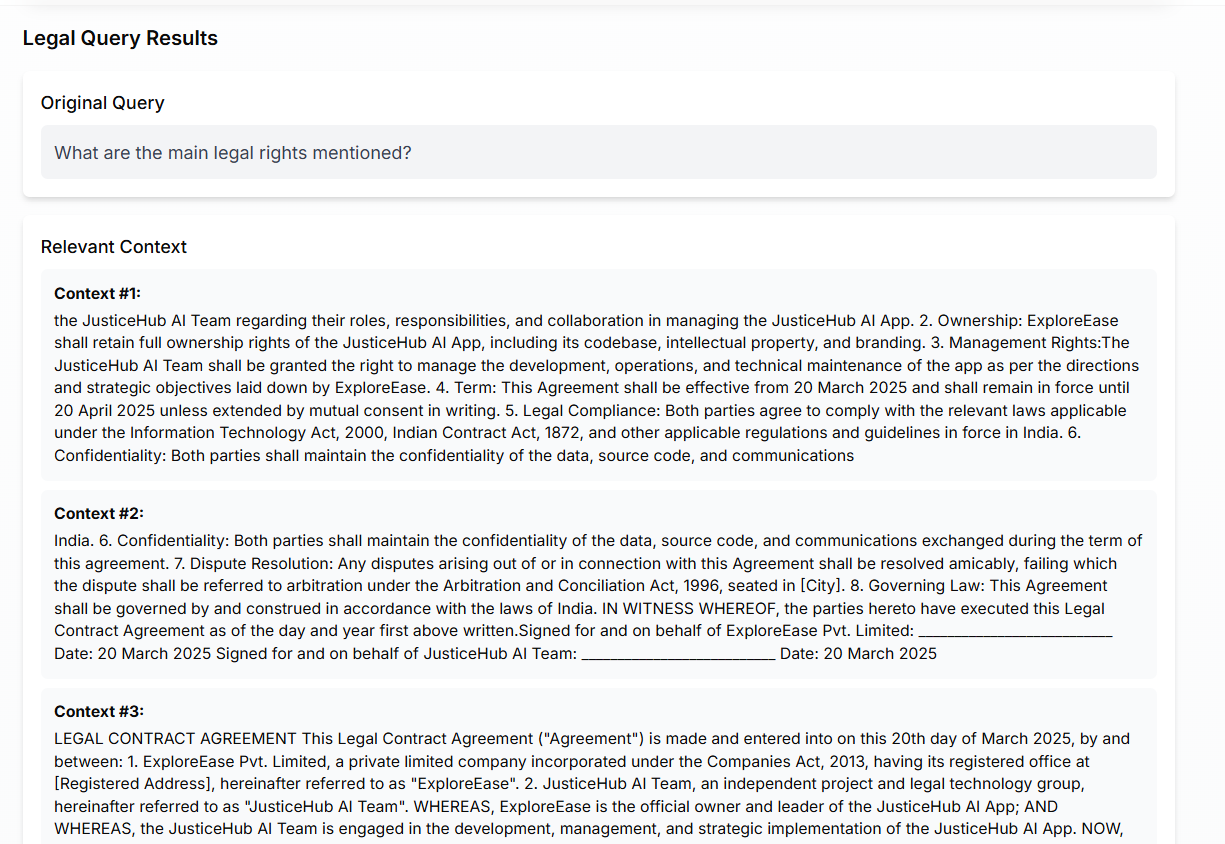 Legal Query Results
Original Query
What are the main legal rights mentioned?
Relevant Context
Context #1:
the JusticeHub AI Team regarding their roles, responsibilities, and collaboration in managing the JusticeHub AI App. 2. Ownership: ExploreEase
shall retain full ownership rights of the JusticeHub AI App, including its codebase, intellectual property, and branding. 3. Management Rights:The
JusticeHub AI Team shall be granted the right to manage the development, operations, and technical maintenance of the app as per the directions
and strategic objectives laid down by ExploreEase. 4. Term: This Agreement shall be effective from 20 March 2025 and shall remain in force until
20 April 2025 unless extended by mutual consent in writing. 5. Legal Compliance: Both parties agree to comply with the relevant laws applicable
under the Information Technology Act, 2000, Indian Contract Act, 1872, and other applicable regulations and guidelines in force in India. 6.
Confidentiality: Both parties shall maintain the confidentiality of the data, source code, and communications
Context #2:
India. 6. Confidentiality: Both parties shall maintain the confidentiality of the data, source code, and communications exchanged during the term of
this agreement. 7. Dispute Resolution: Any disputes arising out of or in connection with this Agreement shall be resolved amicably, failing which
the dispute shall be referred to arbitration under the Arbitration and Conciliation Act, 1996, seated in [City]. 8. Governing Law: This Agreement
shall be governed by and construed in accordance with the laws of India. IN WITNESS WHEREOF, the parties hereto have executed this Legal
Contract Agreement as of the day and year first above written.Signed for and on behalf of ExploreEase Pvt. Limited: ___________________________
Date: 20 March 2025 Signed for and on behalf of JusticeHub AI Team: ___________________________ Date: 20 March 2025
Context #3:
LEGAL CONTRACT AGREEMENT This Legal Contract Agreement ("Agreement") is made and entered into on this 20th day of March 2025, by and
between: 1. ExploreEase Pvt. Limited, a private limited company incorporated under the Companies Act, 2013, having its registered office at
[Registered Address], hereinafter referred to as "ExploreEase". 2. JusticeHub AI Team, an independent project and legal technology group,
hereinafter referred to as "JusticeHub AI Team". WHEREAS, ExploreEase is the official owner and leader of the JusticeHub AI App; AND
WHEREAS, the JusticeHub AI Team is engaged in the development, management, and strategic implementation of the JusticeHub AI App. NOW,